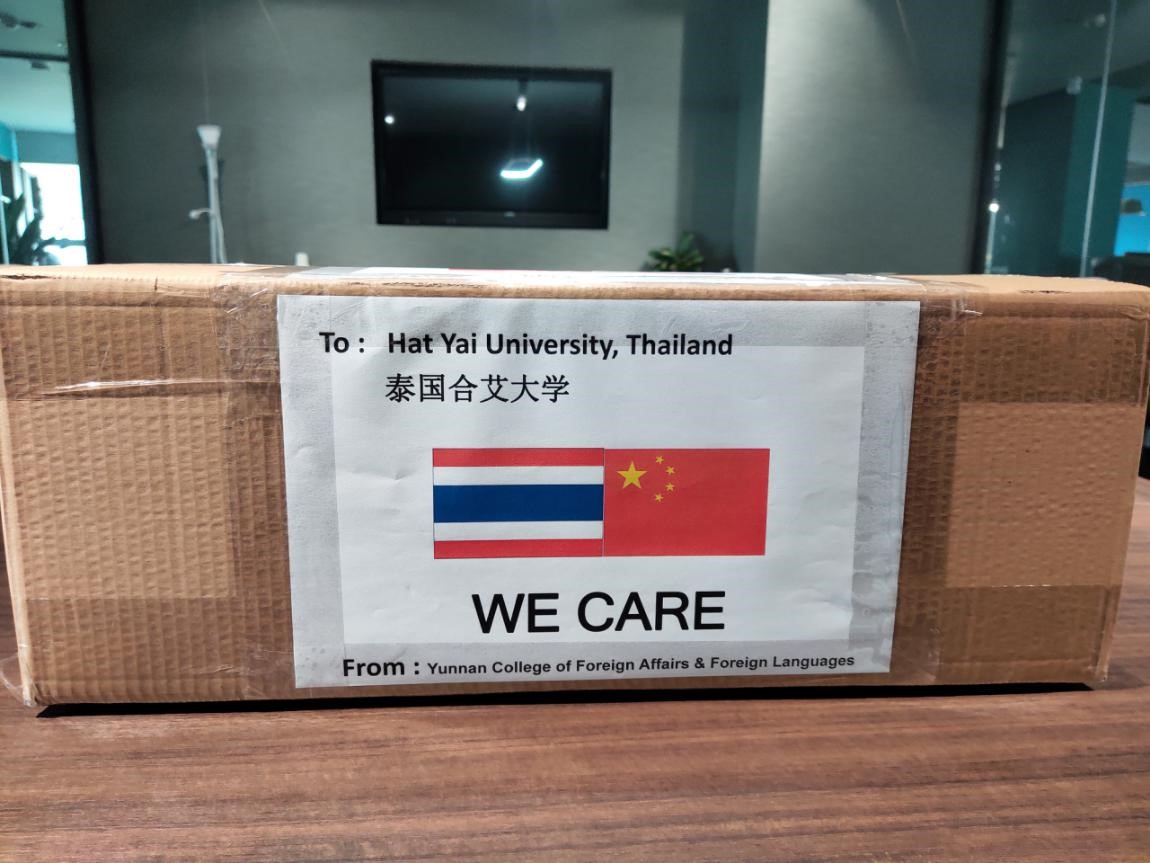 To : Hat Yai University, Thailand
泰国合艾大学
WE CARE
From : Yunnan College of Foreign Affairs & Foreign Languages